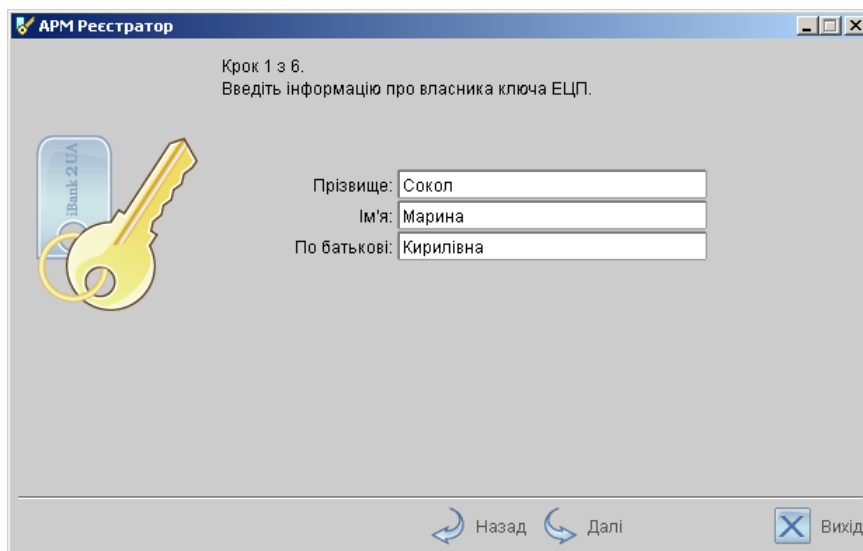 АРМ Реєстратор
Крок 1 з 6.
Введіть інформацію про власника ключа ЕЦП.
iBank 2 UA
Прізвище: Сокол
Ім'я: Марина
По батькові: Кирилівна
Назад Далі Вихід